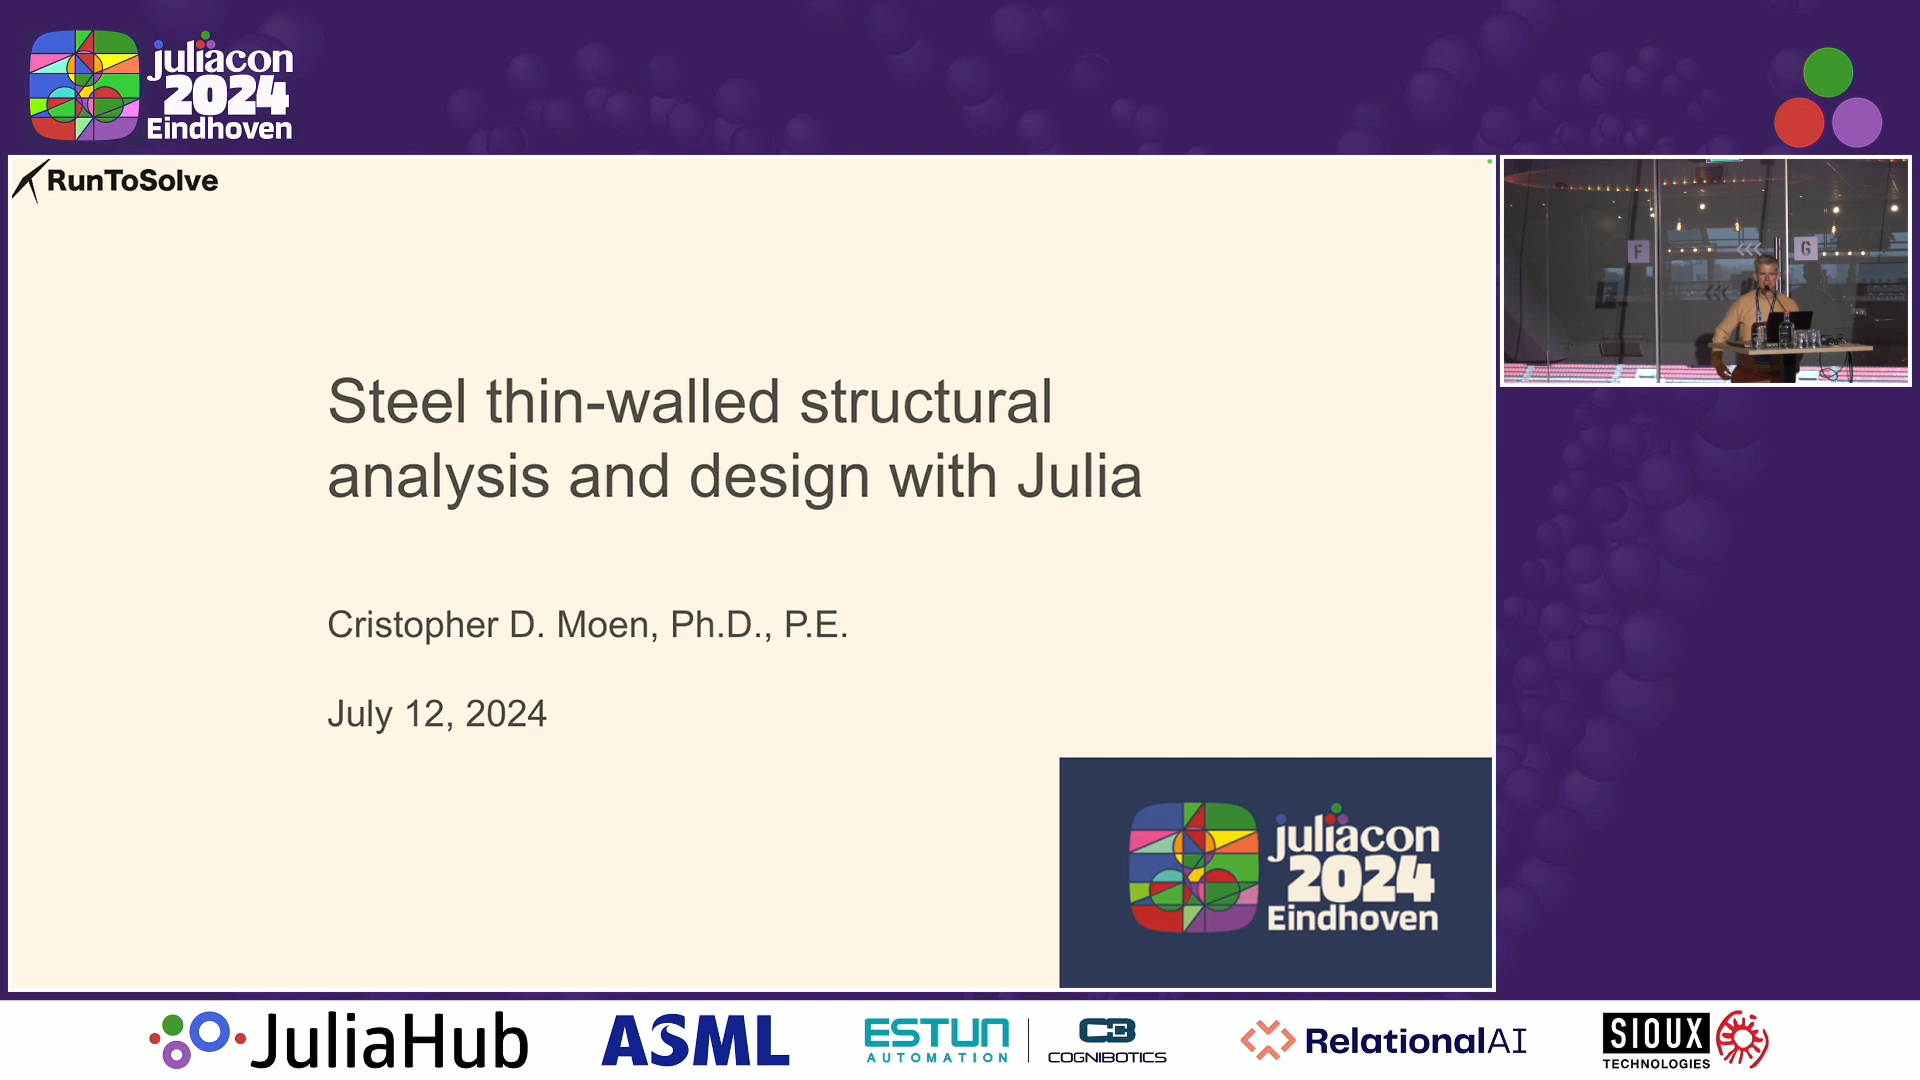 juliacon
2024
Eindhoven
RunToSolve
F
G
Steel thin-walled structural
analysis and design with Julia
Cristopher D. Moen, Ph.D., P.E.
July 12, 2024
juliacon
2024
Eindhoven
JuliaHub
ASML
ESTUN
AUTOMATION
COGNIBOTICS
RelationalAI
SIOUX
TECHNOLOGIES